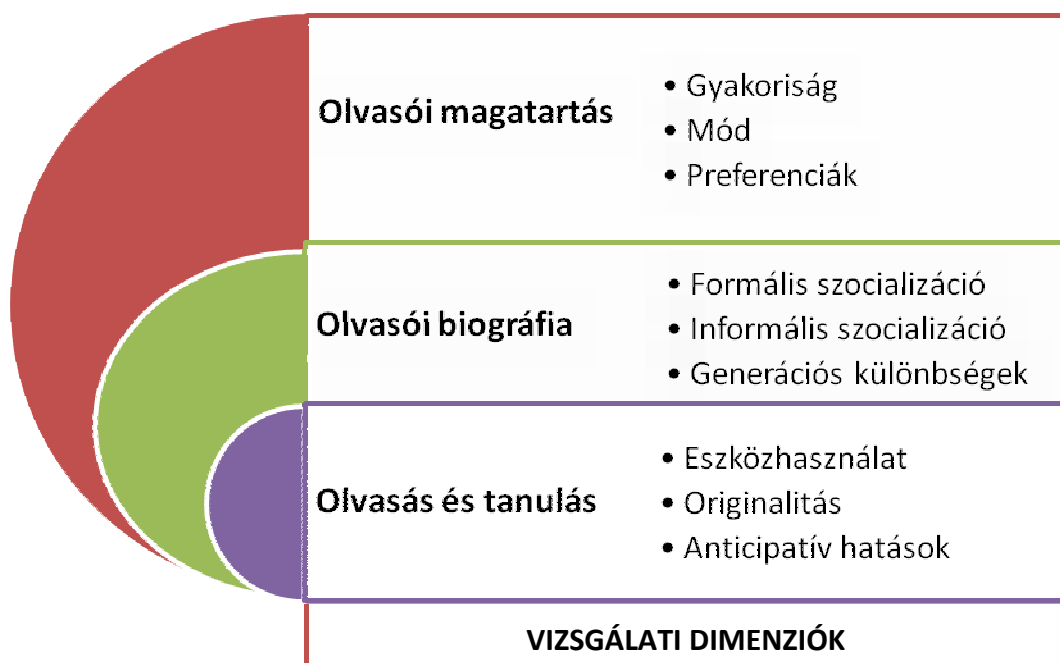 Olvasói magatartás
• Gyakoriság
• Mód
• Preferenciák
Olvasói biográfia
• Formális szocializáció
• Informális szocializáció
• Generációs különbségek
Olvasás és tanulás
• Eszközhasználat
• Originalitás
• Anticipatív hatások
VIZSGÁLATI DIMENZIÓK